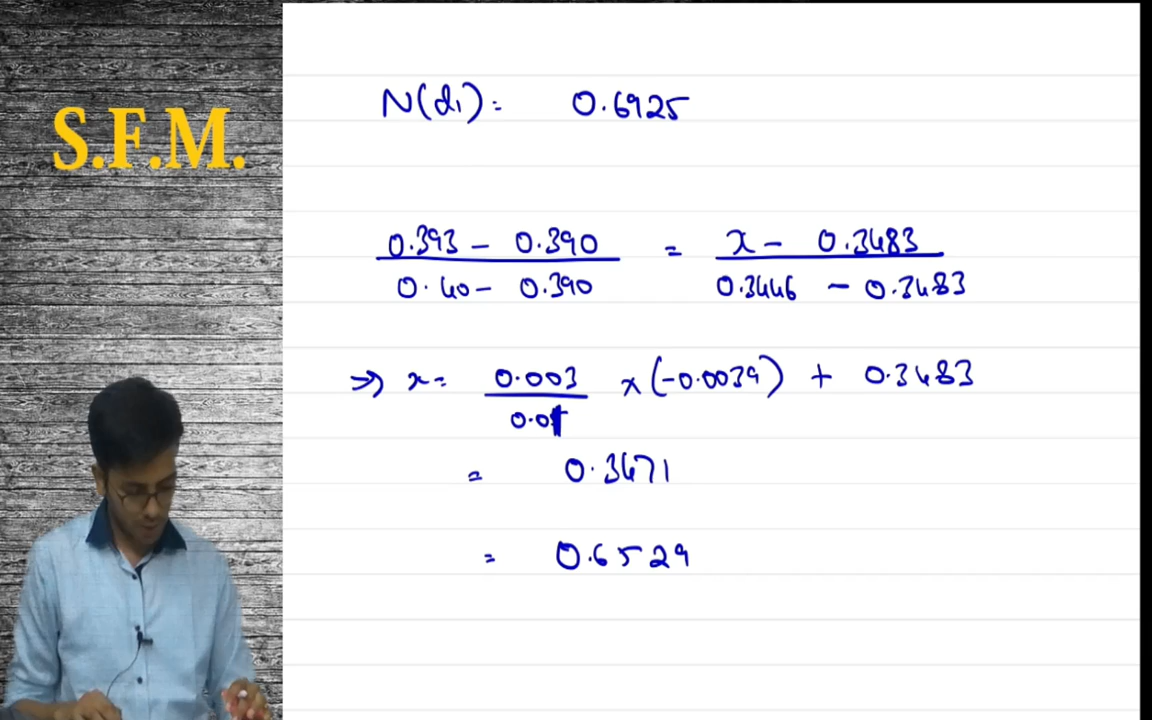 S.F.M.
N(d1) = 0.6925
0.393 - 0.390 = x - 0.3483
0.40 - 0.390 0.3446 - 0.3483
⇒ x = 0.003 x (-0.0039) + 0.3483
0.01
= 0.3471
= 0.6529